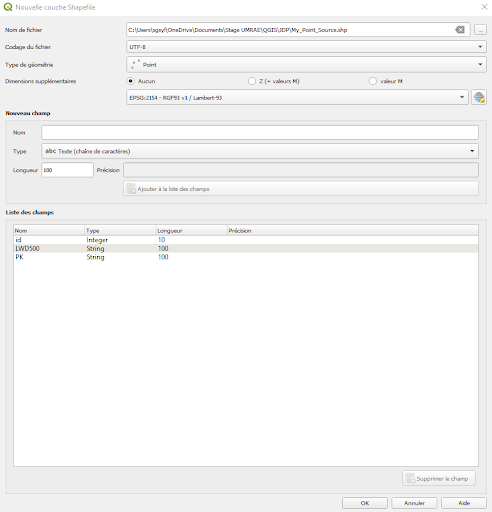 Nouvelle couche Shapefile
Nom de fichier C:\Users\sgsyf\OneDrive\Documents\Stage UMRAE\QGIS\JDP\My_Point_Source.shp ...
Codage du fichier UTF-8
Type de géométrie Point
Dimensions supplémentaires Aucun Z (+ valeurs M) valeur M
EPSG:2154 - RGF93 v1 / Lambert-93
Nouveau champ
Nom
Type abc Texte (chaîne de caractères)
Longueur 100 Précision
Ajouter à la liste des champs
Liste des champs
Nom Type Longueur Précision
id Integer 10
LWD500 String 100
PK String 100
Supprimer le champ
OK Annuler Aide